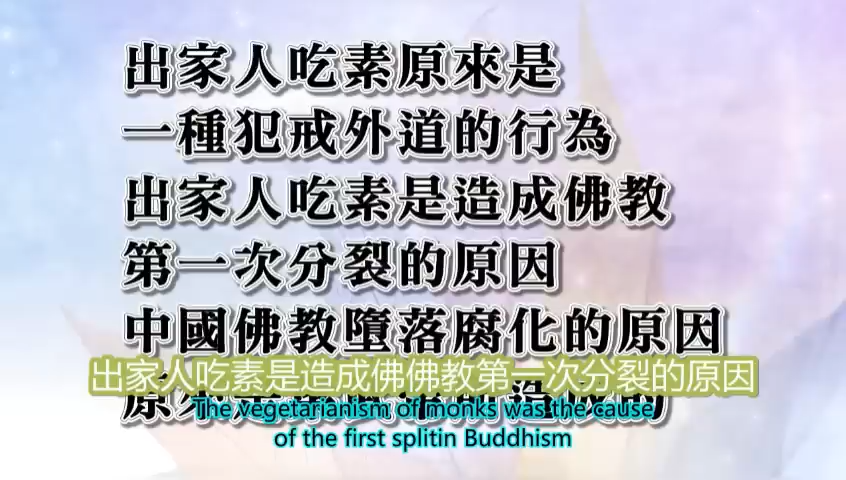 出家人吃素原來是
一種犯戒外道的行為
出家人吃素是造成佛教
第一次分裂的原因
中國佛教墮落腐化的原因
出家人吃素是造成佛佛教第一次分裂的原因
The vegetarianism of monks was the cause
of the first splitin Buddhism